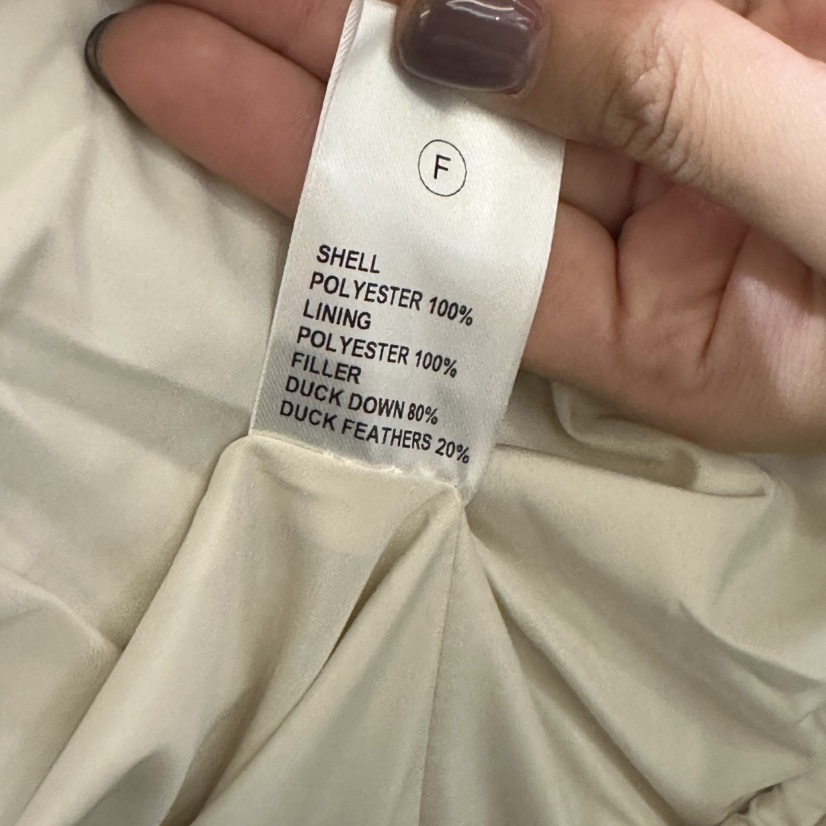 F
SHELL
POLYESTER 100%
LINING
POLYESTER 100%
FILLER
DUCK DOWN 80%
DUCK FEATHERS 20%